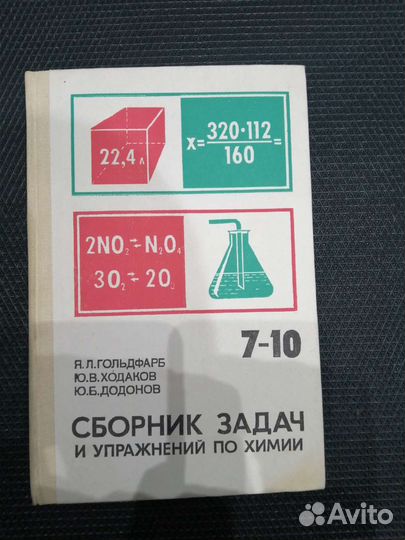 22,4 л
x = 320·112 / 160 =
2NO₂ ⇄ N₂O₄
3O₂ ⇄ 2O₃
7-10
Я.Л.ГОЛЬДФАРБ
Ю.В.ХОДАКОВ
Ю.Б.ДОДОНОВ
СБОРНИК ЗАДАЧ
И УПРАЖНЕНИЙ ПО ХИМИИ
Avito